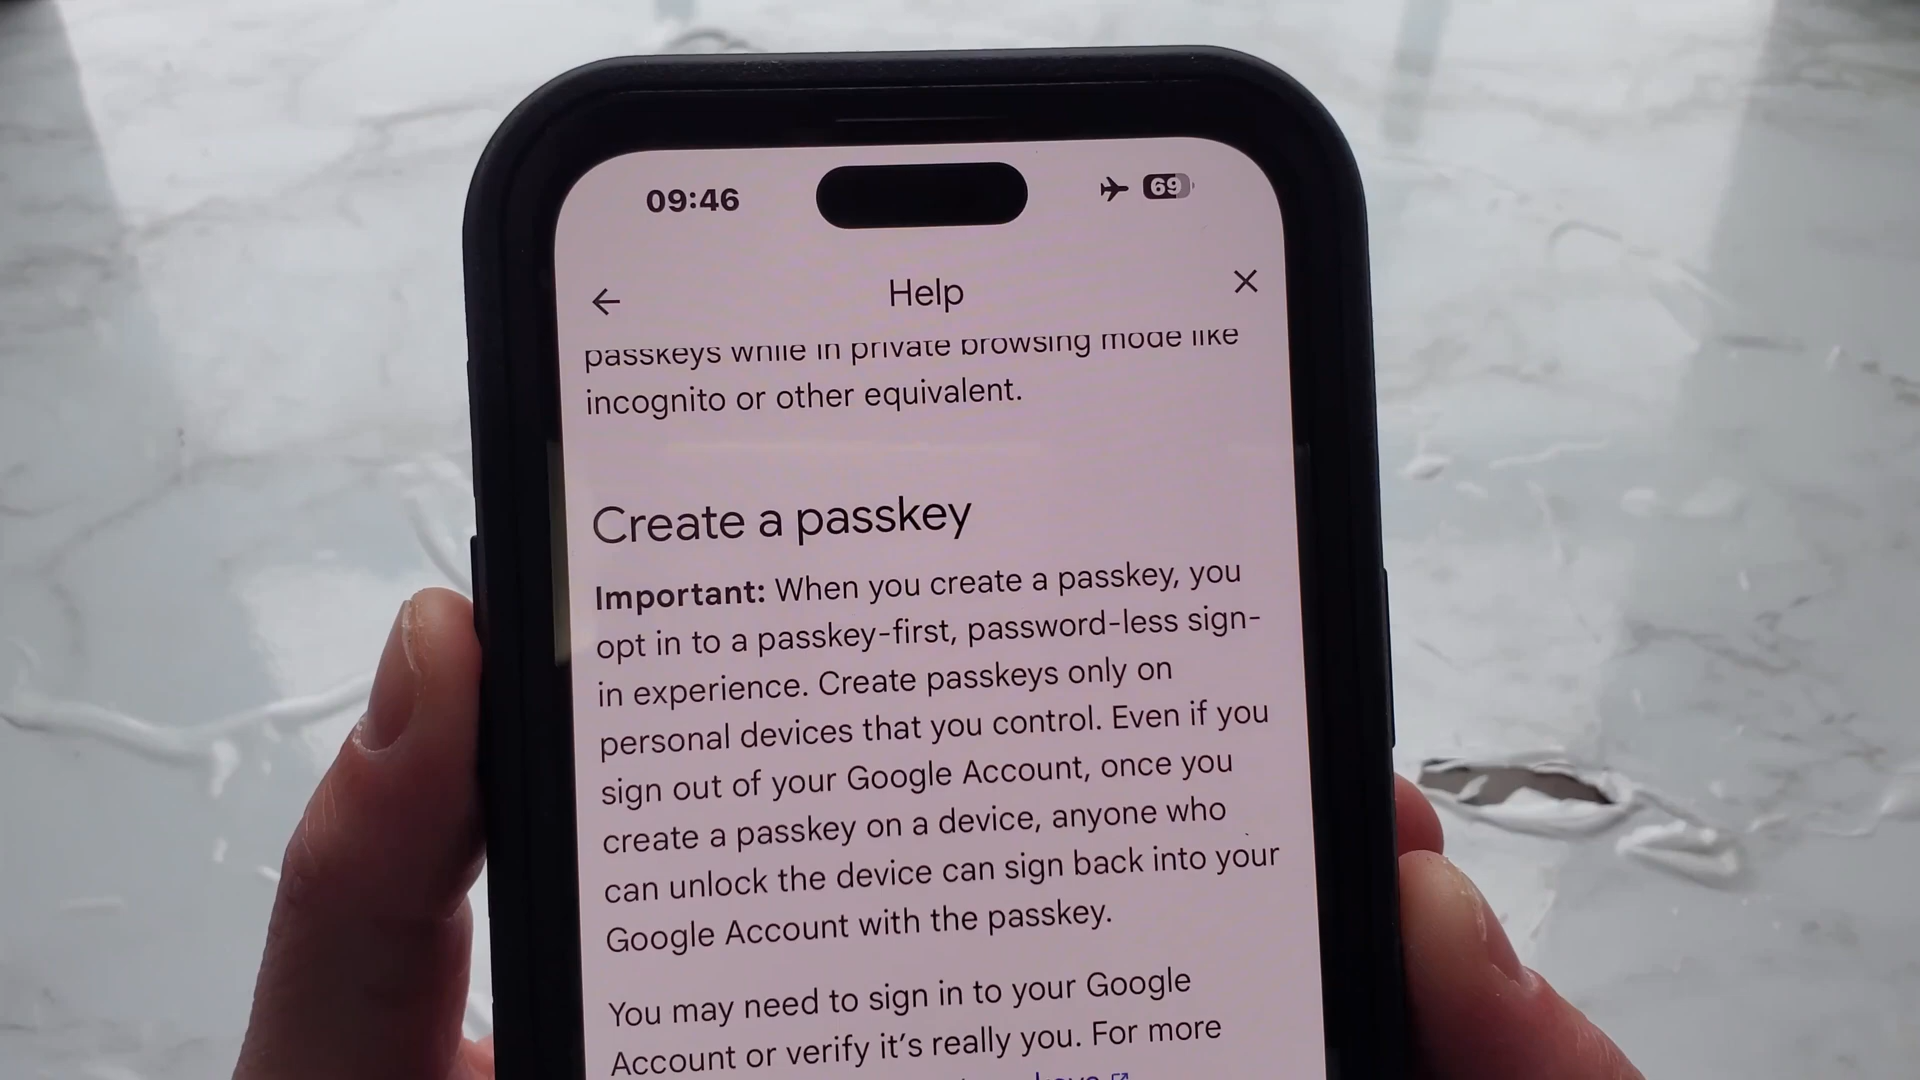 09:46
69
Help
passkeys while in private browsing mode like
incognito or other equivalent.
Create a passkey
Important: When you create a passkey, you
opt in to a passkey-first, password-less sign-
in experience. Create passkeys only on
personal devices that you control. Even if you
sign out of your Google Account, once you
create a passkey on a device, anyone who
can unlock the device can sign back into your
Google Account with the passkey.
You may need to sign in to your Google
Account or verify it's really you. For more